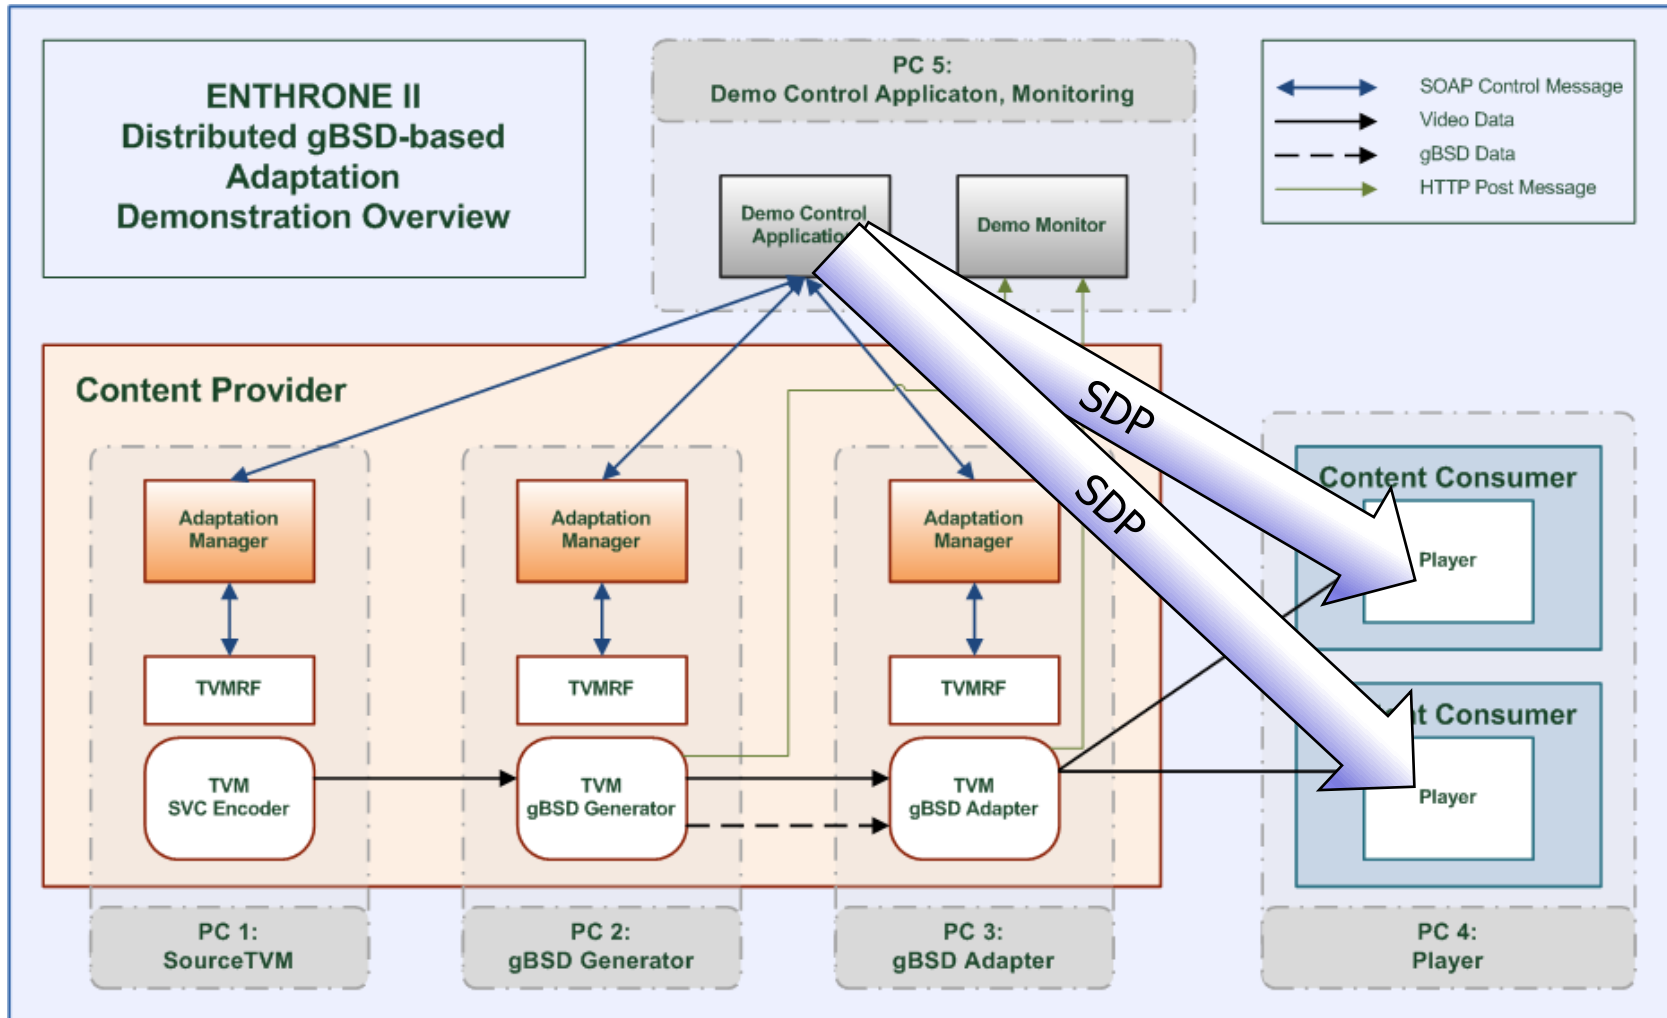 ENTHRONE II
Distributed gBSD-based
Adaptation
Demonstration Overview
PC 5:
Demo Control Applicaton, Monitoring
SOAP Control Message
Video Data
gBSD Data
HTTP Post Message
Demo Control
Application
Demo Monitor
Content Provider
SDP
SDP
Content Consumer
Player
Adaptation
Manager
Adaptation
Manager
Adaptation
Manager
TVMRF
TVMRF
TVMRF
Consumer
Player
TVM
SVC Encoder
TVM
gBSD Generator
TVM
gBSD Adapter
PC 1:
SourceTVM
PC 2:
gBSD Generator
PC 3:
gBSD Adapter
PC 4:
Player